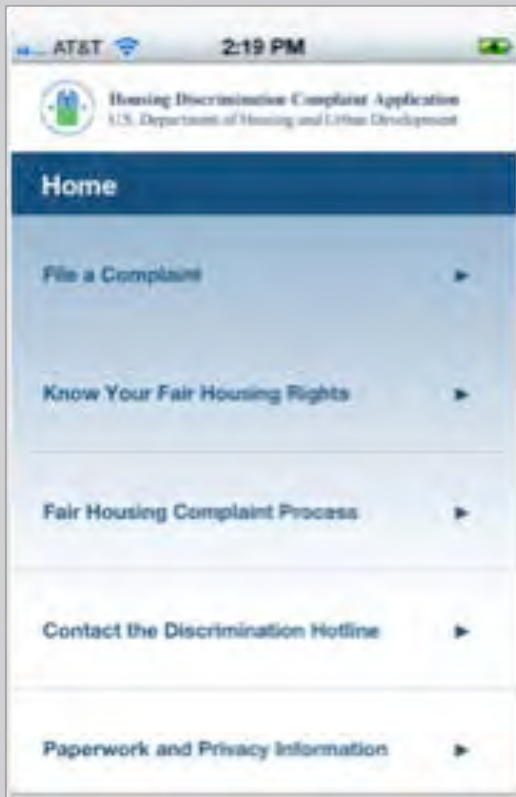 AT&T 2:19 PM
Housing Discrimination Complaint Application
U.S. Department of Housing and Urban Development
Home
File a Complaint
Know Your Fair Housing Rights
Fair Housing Complaint Process
Contact the Discrimination Hotline
Paperwork and Privacy Information